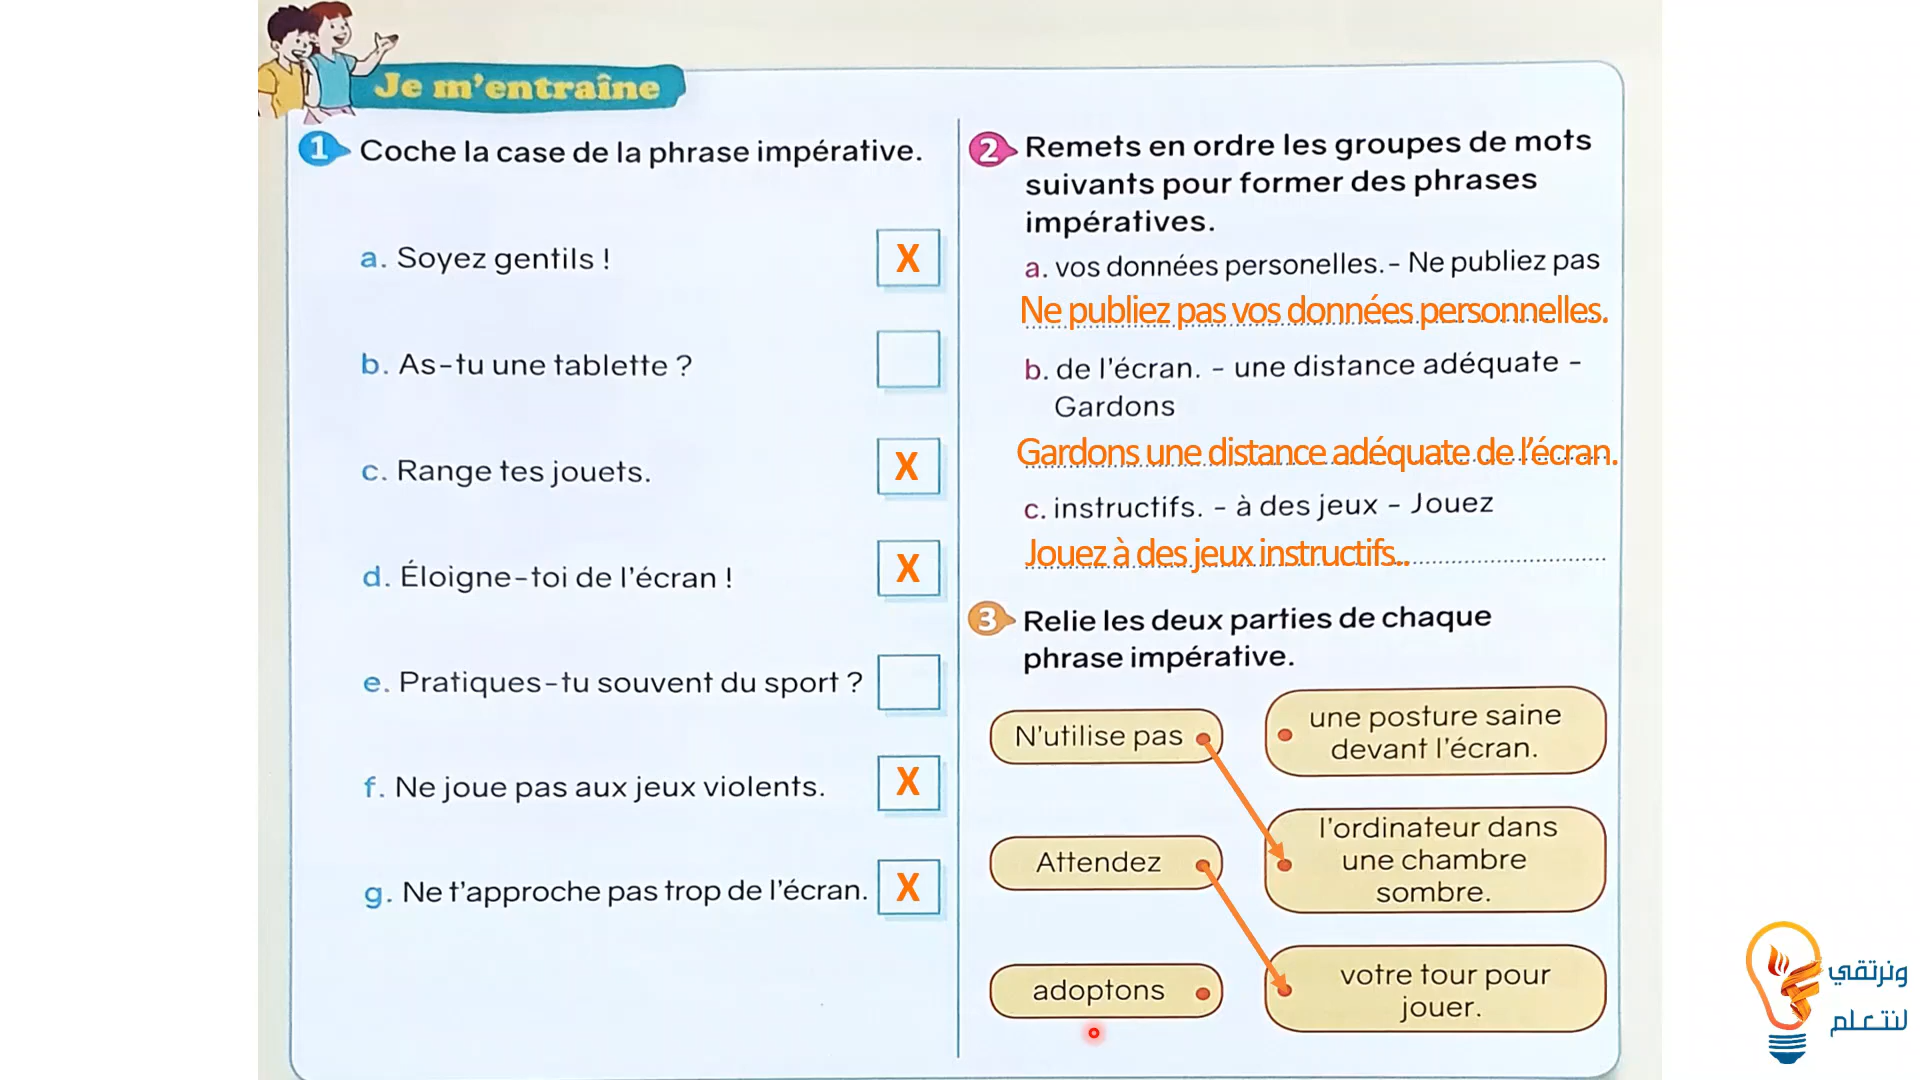 Je m'entraîne
1 Coche la case de la phrase impérative.
a. Soyez gentils ! X
b. As-tu une tablette ?
c. Range tes jouets. X
d. Éloigne-toi de l'écran ! X
e. Pratiques-tu souvent du sport ?
f. Ne joue pas aux jeux violents. X
g. Ne t'approche pas trop de l'écran. X
2 Remets en ordre les groupes de mots
suivants pour former des phrases
impératives.
a. vos données personelles. - Ne publiez pas
Ne publiez pas vos données personnelles.
b. de l'écran. - une distance adéquate -
Gardons
Gardons une distance adéquate de l'écran.
c. instructifs. - à des jeux - Jouez
Jouez à des jeux instructifs..
3 Relie les deux parties de chaque
phrase impérative.
N'utilise pas
Attendez
adoptons
une posture saine
devant l'écran.
l'ordinateur dans
une chambre
sombre.
votre tour pour
jouer.
ونرتقي
لنتعلم